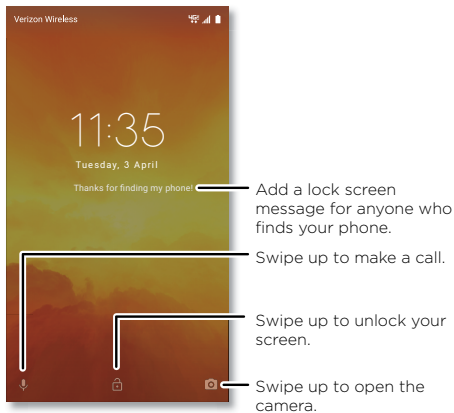 Verizon Wireless
4G
11:35
Tuesday, 3 April
Thanks for finding my phone!
Add a lock screen
message for anyone who
finds your phone.
Swipe up to make a call.
Swipe up to unlock your
screen.
Swipe up to open the
camera.